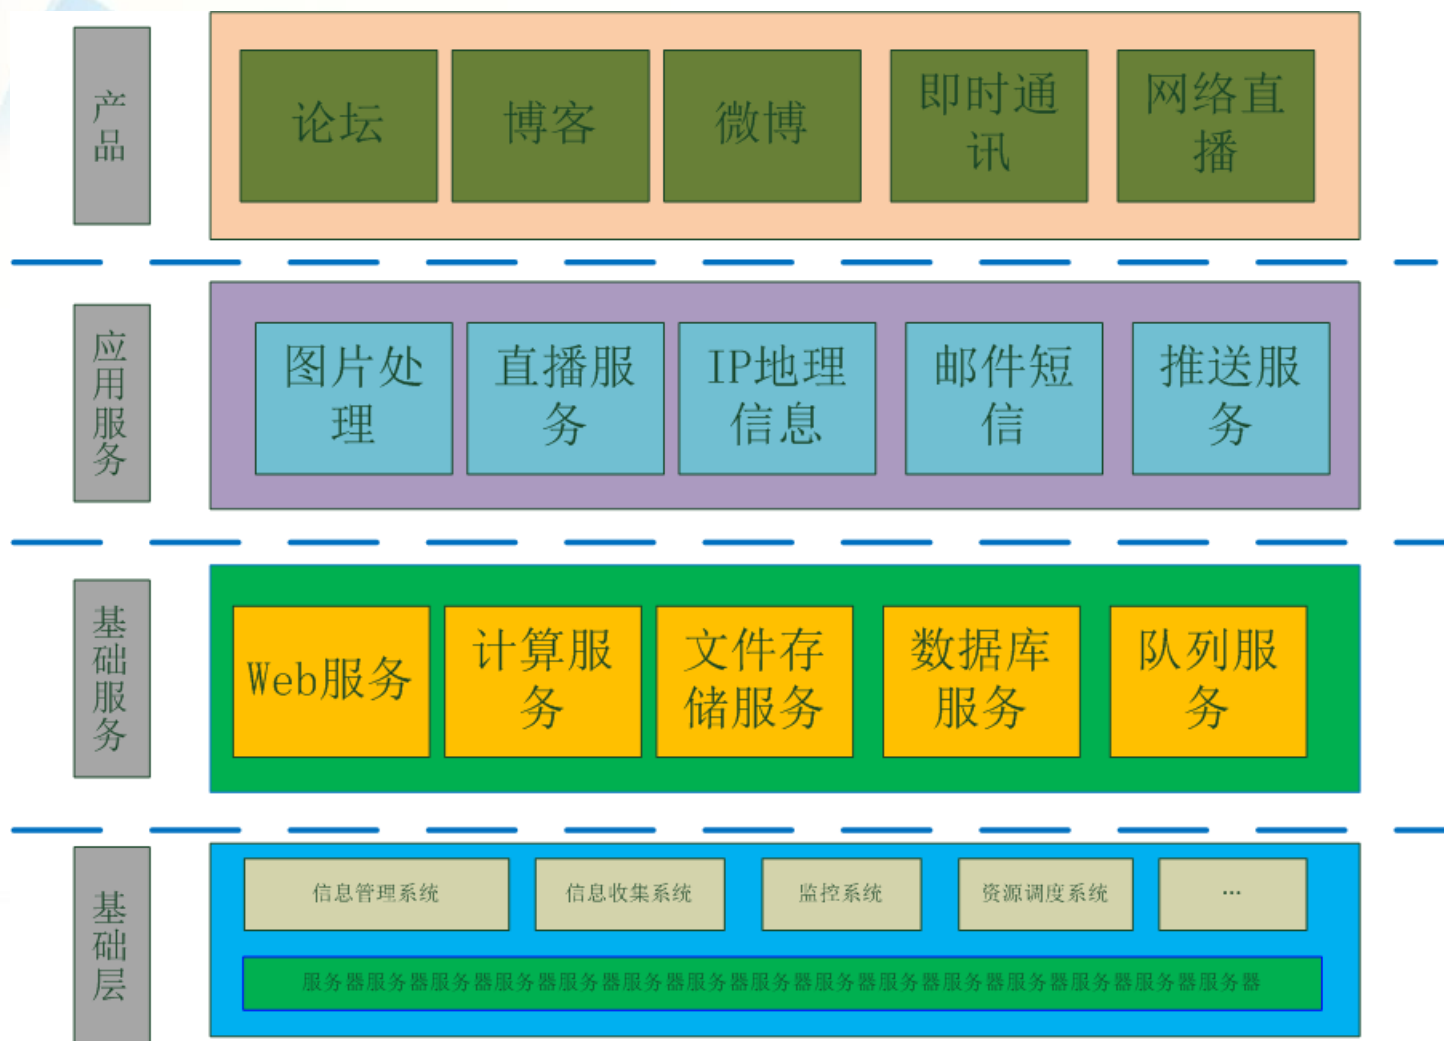 产品
论坛
博客
微博
即时通
讯
网络直
播
应用服务
图片处
理
直播服
务
IP地理
信息
邮件短
信
推送服
务
基础服务
Web服务
计算服
务
文件存
储服务
数据库
服务
队列服
务
基础层
信息管理系统
信息收集系统
监控系统
资源调度系统
…
服务器服务器服务器服务器服务器服务器服务器服务器服务器服务器服务器服务器服务器服务器服务器